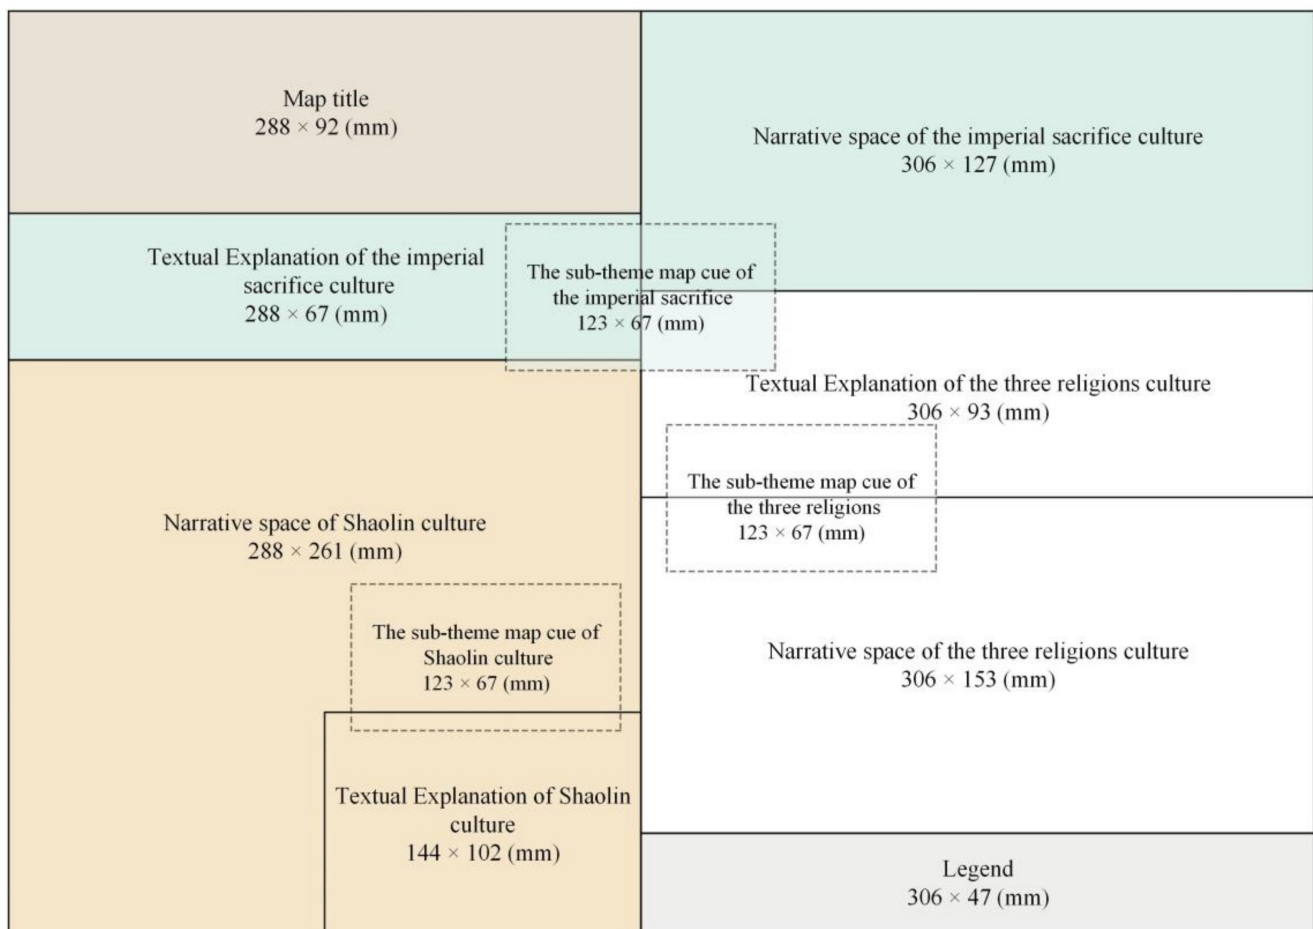 Map title
288 × 92 (mm)
Narrative space of the imperial sacrifice culture
306 × 127 (mm)
Textual Explanation of the imperial
sacrifice culture
288 × 67 (mm)
The sub-theme map cue of
the imperial sacrifice
123 × 67 (mm)
Textual Explanation of the three religions culture
306 × 93 (mm)
The sub-theme map cue of
the three religions
123 × 67 (mm)
Narrative space of Shaolin culture
288 × 261 (mm)
The sub-theme map cue of
Shaolin culture
123 × 67 (mm)
Narrative space of the three religions culture
306 × 153 (mm)
Textual Explanation of Shaolin
culture
144 × 102 (mm)
Legend
306 × 47 (mm)